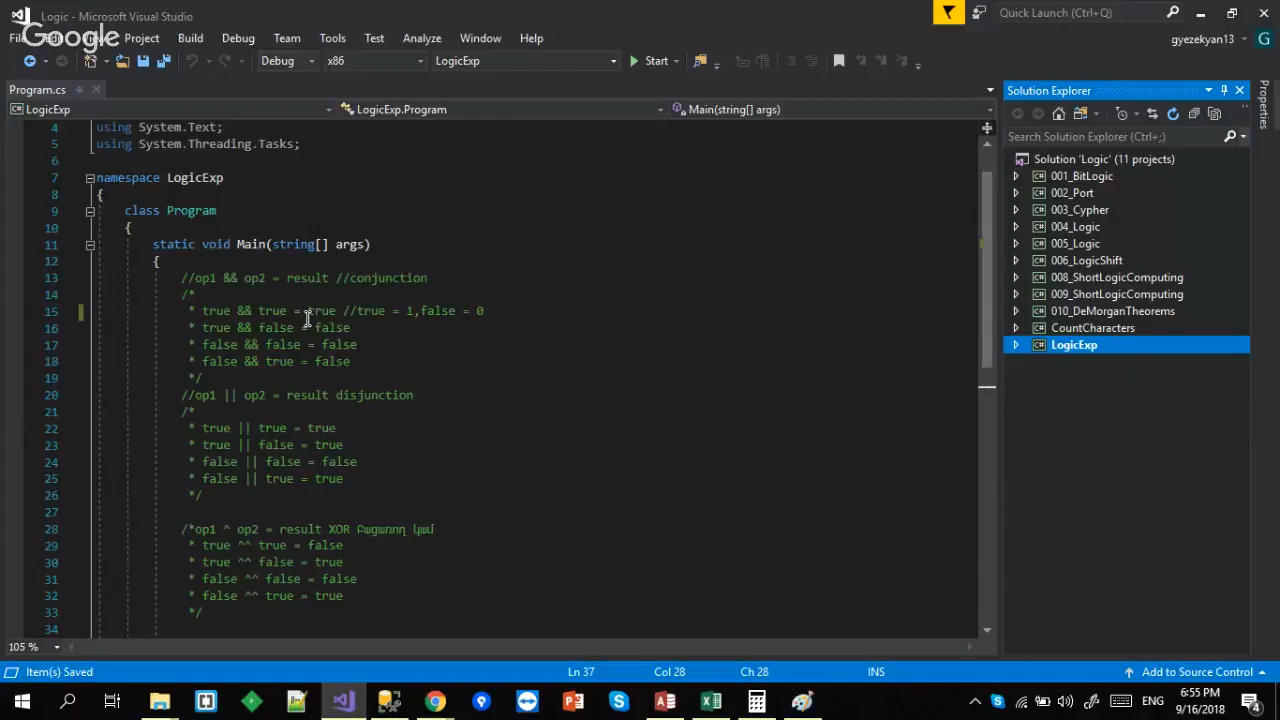 Logic - Microsoft Visual Studio
Quick Launch (Ctrl+Q)
Google
Project Build Debug Team Tools Test Analyze Window Help
gyezekyan13 G
Debug x86 LogicExp Start
Program.cs
LogicExp LogicExp.Program Main(string[] args)
4 using System.Text;
5 using System.Threading.Tasks;
6
7 namespace LogicExp
8 {
9 class Program
10 {
11 static void Main(string[] args)
12 {
13 //op1 && op2 = result //conjunction
14 /*
15 * true && true = true //true = 1,false = 0
16 * true && false = false
17 * false && false = false
18 * false && true = false
19 */
20 //op1 || op2 = result disjunction
21 /*
22 * true || true = true
23 * true || false = true
24 * false || false = false
25 * false || true = true
26 */
27
28 /*op1 ^ op2 = result XOR Բացառող կամ
29 * true ^^ true = false
30 * true ^^ false = true
31 * false ^^ false = false
32 * false ^^ true = true
33 */
34
105 %
Solution Explorer
Search Solution Explorer (Ctrl+;)
Solution 'Logic' (11 projects)
001_BitLogic
002_Port
003_Cypher
004_Logic
005_Logic
006_LogicShift
008_ShortLogicComputing
009_ShortLogicComputing
010_DeMorganTheorems
CountCharacters
LogicExp
Properties
Item(s) Saved Ln 37 Col 28 Ch 28 INS Add to Source Control
ENG 6:55 PM
9/16/2018 4